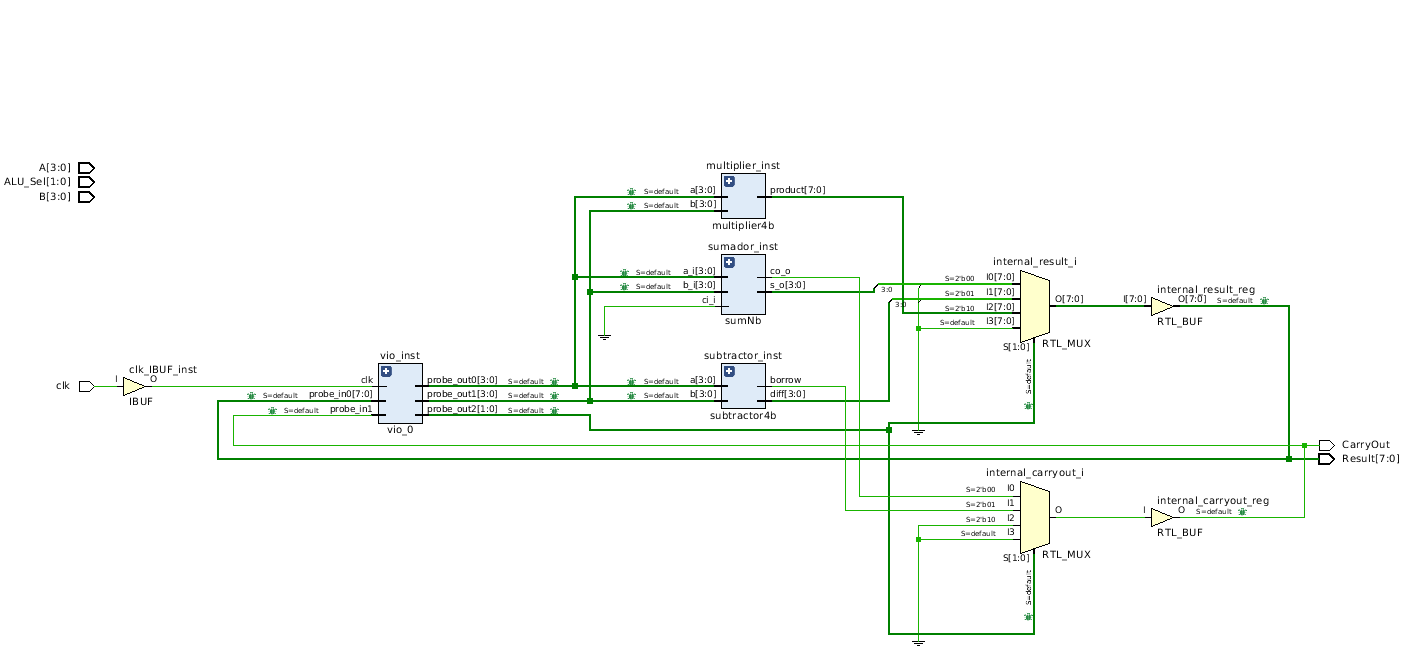 A[3:0]
ALU_Sel[1:0]
B[3:0]
multiplier_inst
S=default a[3:0] product[7:0]
S=default b[3:0]
multiplier4b
sumador_inst
S=default a_i[3:0] co_o
S=default b_i[3:0] s_o[3:0]
ci_i
sumNb
3:0
3:0
internal_result_i
S=2'b00 I0[7:0]
S=2'b01 I1[7:0]
S=2'b10 I2[7:0]
S=default I3[7:0]
O[7:0]
S[1:0]
RTL_MUX
S=default
internal_result_reg
I[7:0] O[7:0] S=default
RTL_BUF
clk
clk_IBUF_inst
I O
IBUF
vio_inst
clk probe_out0[3:0] S=default
S=default probe_in0[7:0] probe_out1[3:0] S=default
S=default probe_in1 probe_out2[1:0] S=default
vio_0
subtractor_inst
S=default a[3:0] borrow
S=default b[3:0] diff[3:0]
subtractor4b
CarryOut
Result[7:0]
internal_carryout_i
S=2'b00 I0
S=2'b01 I1
S=2'b10 I2
S=default I3
O
S[1:0]
RTL_MUX
S=default
internal_carryout_reg
I O S=default
RTL_BUF